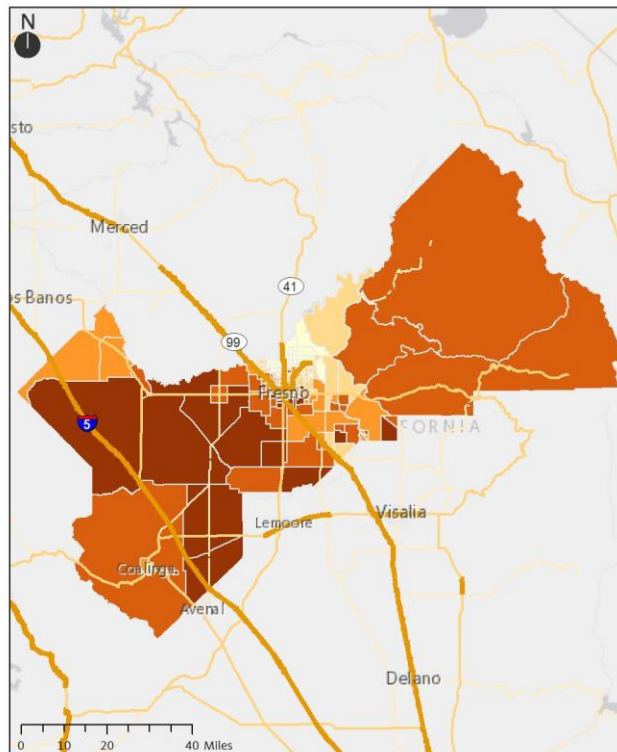 N
sto
Merced
41
os Banos
99
Fresno
5
FORNIA
Lemoore
Visalia
Coalinga
Avenal
Delano
0 10 20 40 Miles